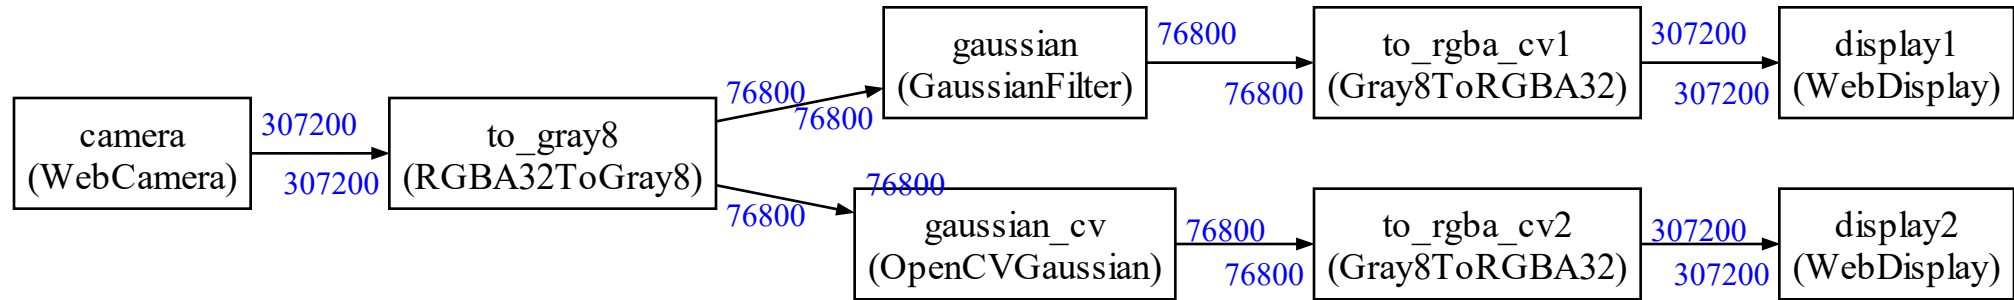 camera
(WebCamera)
307200
307200
to_gray8
(RGBA32ToGray8)
76800
76800
gaussian
(GaussianFilter)
76800
76800
to_rgba_cv1
(Gray8ToRGBA32)
307200
307200
display1
(WebDisplay)
76800
76800
gaussian_cv
(OpenCVGaussian)
76800
76800
to_rgba_cv2
(Gray8ToRGBA32)
307200
307200
display2
(WebDisplay)